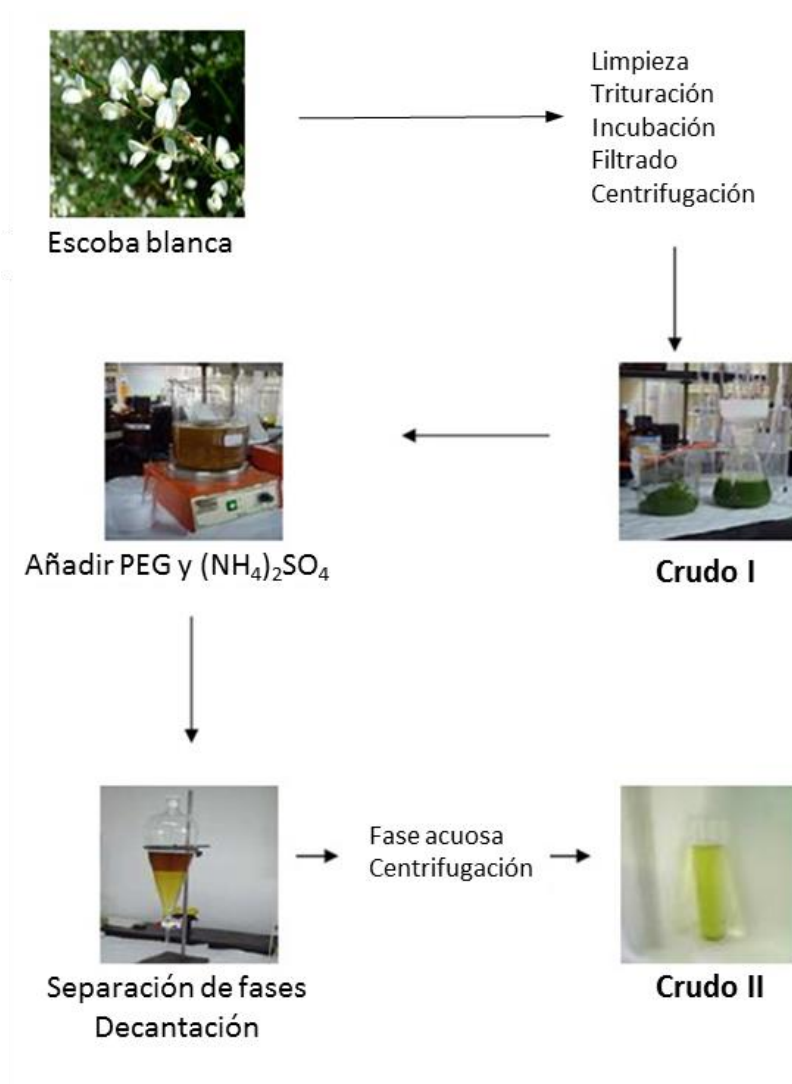 Limpieza
Trituración
Incubación
Filtrado
Centrifugación
Escoba blanca
Añadir PEG y (NH₄)₂SO₄
Crudo I
Fase acuosa
Centrifugación
Separación de fases
Decantación
Crudo II